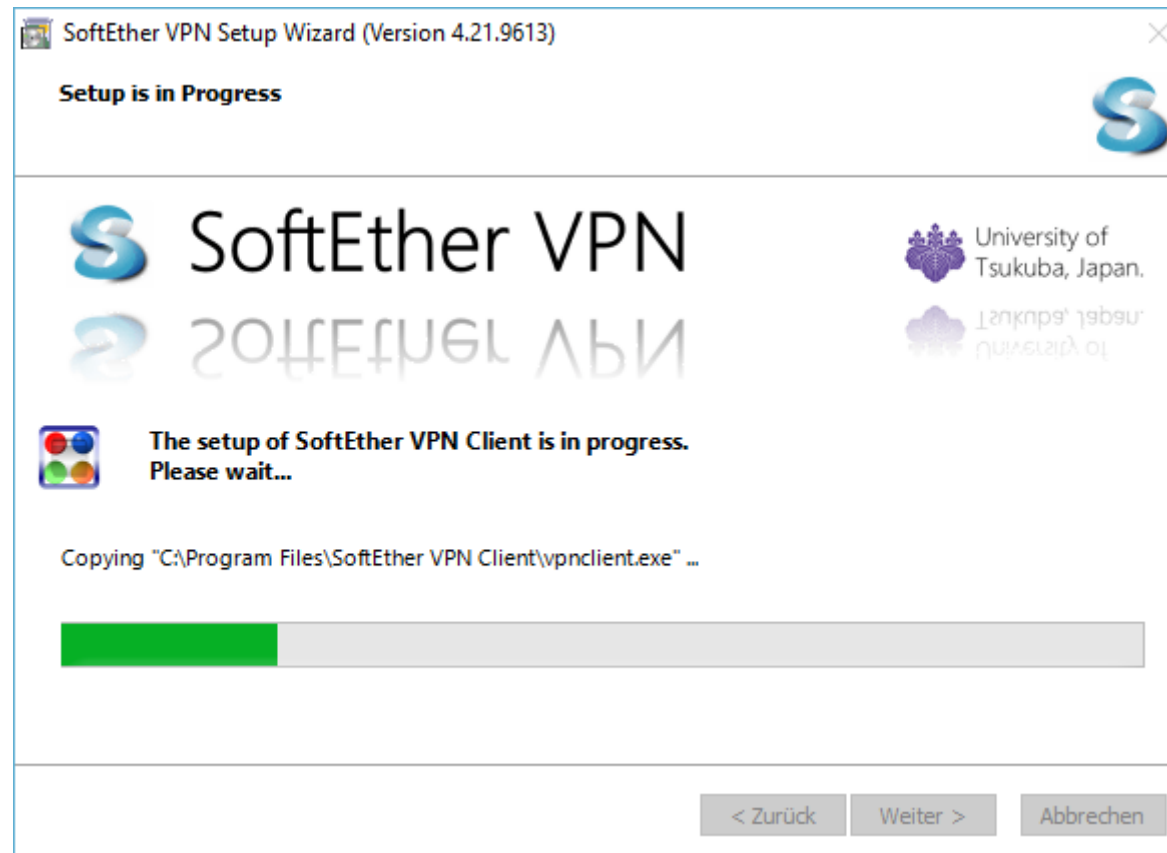 SoftEther VPN Setup Wizard (Version 4.21.9613)
Setup is in Progress
SoftEther VPN
University of
Tsukuba, Japan.
The setup of SoftEther VPN Client is in progress.
Please wait...
Copying "C:\Program Files\SoftEther VPN Client\vpnclient.exe" ...
< Zurück
Weiter >
Abbrechen